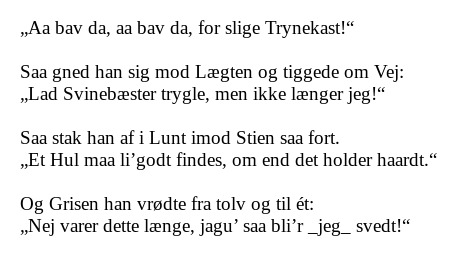 „Aa bav da, aa bav da, for slige Trynekast!“
Saa gned han sig mod Lægten og tiggede om Vej:
„Lad Svinebæster trygle, men ikke længer jeg!“
Saa stak han af i Lunt imod Stien saa fort.
„Et Hul maa li’godt findes, om end det holder haardt.“
Og Grisen han vrødte fra tolv og til ét:
„Nej varer dette længe, jagu’ saa bli’r _jeg_ svedt!“